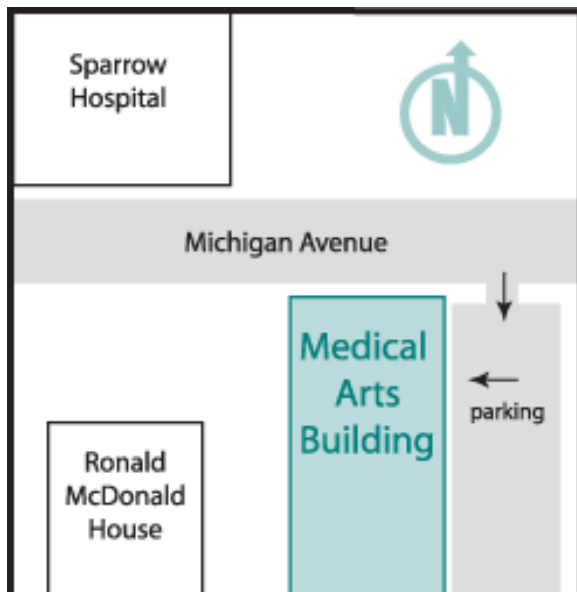 Sparrow
Hospital
N
Michigan Avenue
Medical
Arts
Building
parking
Ronald
McDonald
House